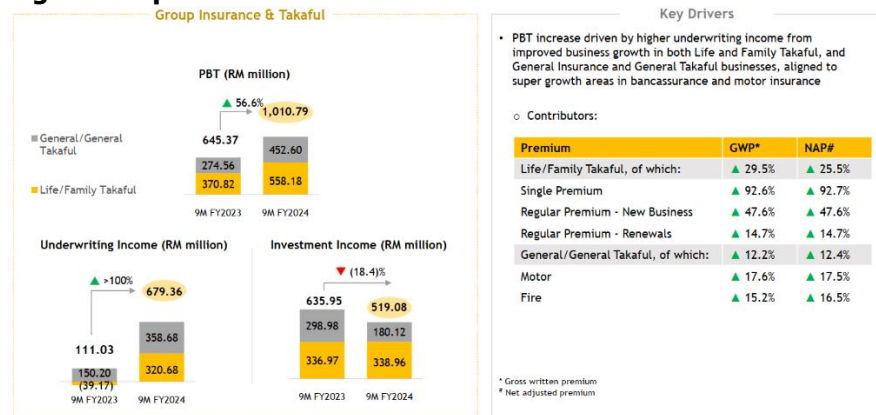 Group Insurance & Takaful
PBT (RM million)
▲ 56.6%
1,010.79
645.37
General/General
Takaful
Life/Family Takaful
274.56
370.82
452.60
558.18
9M FY2023
9M FY2024
Underwriting Income (RM million)
▲ >100%
679.36
111.03
150.20
(39.17)
358.68
320.68
9M FY2023
9M FY2024
Investment Income (RM million)
▼ (18.4)%
635.95
519.08
298.98
336.97
180.12
338.96
9M FY2023
9M FY2024
Key Drivers
• PBT increase driven by higher underwriting income from
improved business growth in both Life and Family Takaful, and
General Insurance and General Takaful businesses, aligned to
super growth areas in bancassurance and motor insurance
○ Contributors:
Premium GWP* NAP#
Life/Family Takaful, of which: ▲ 29.5% ▲ 25.5%
Single Premium ▲ 92.6% ▲ 92.7%
Regular Premium - New Business ▲ 47.6% ▲ 47.6%
Regular Premium - Renewals ▲ 14.7% ▲ 14.7%
General/General Takaful, of which: ▲ 12.2% ▲ 12.4%
Motor ▲ 17.6% ▲ 17.5%
Fire ▲ 15.2% ▲ 16.5%
* Gross written premium
# Net adjusted premium